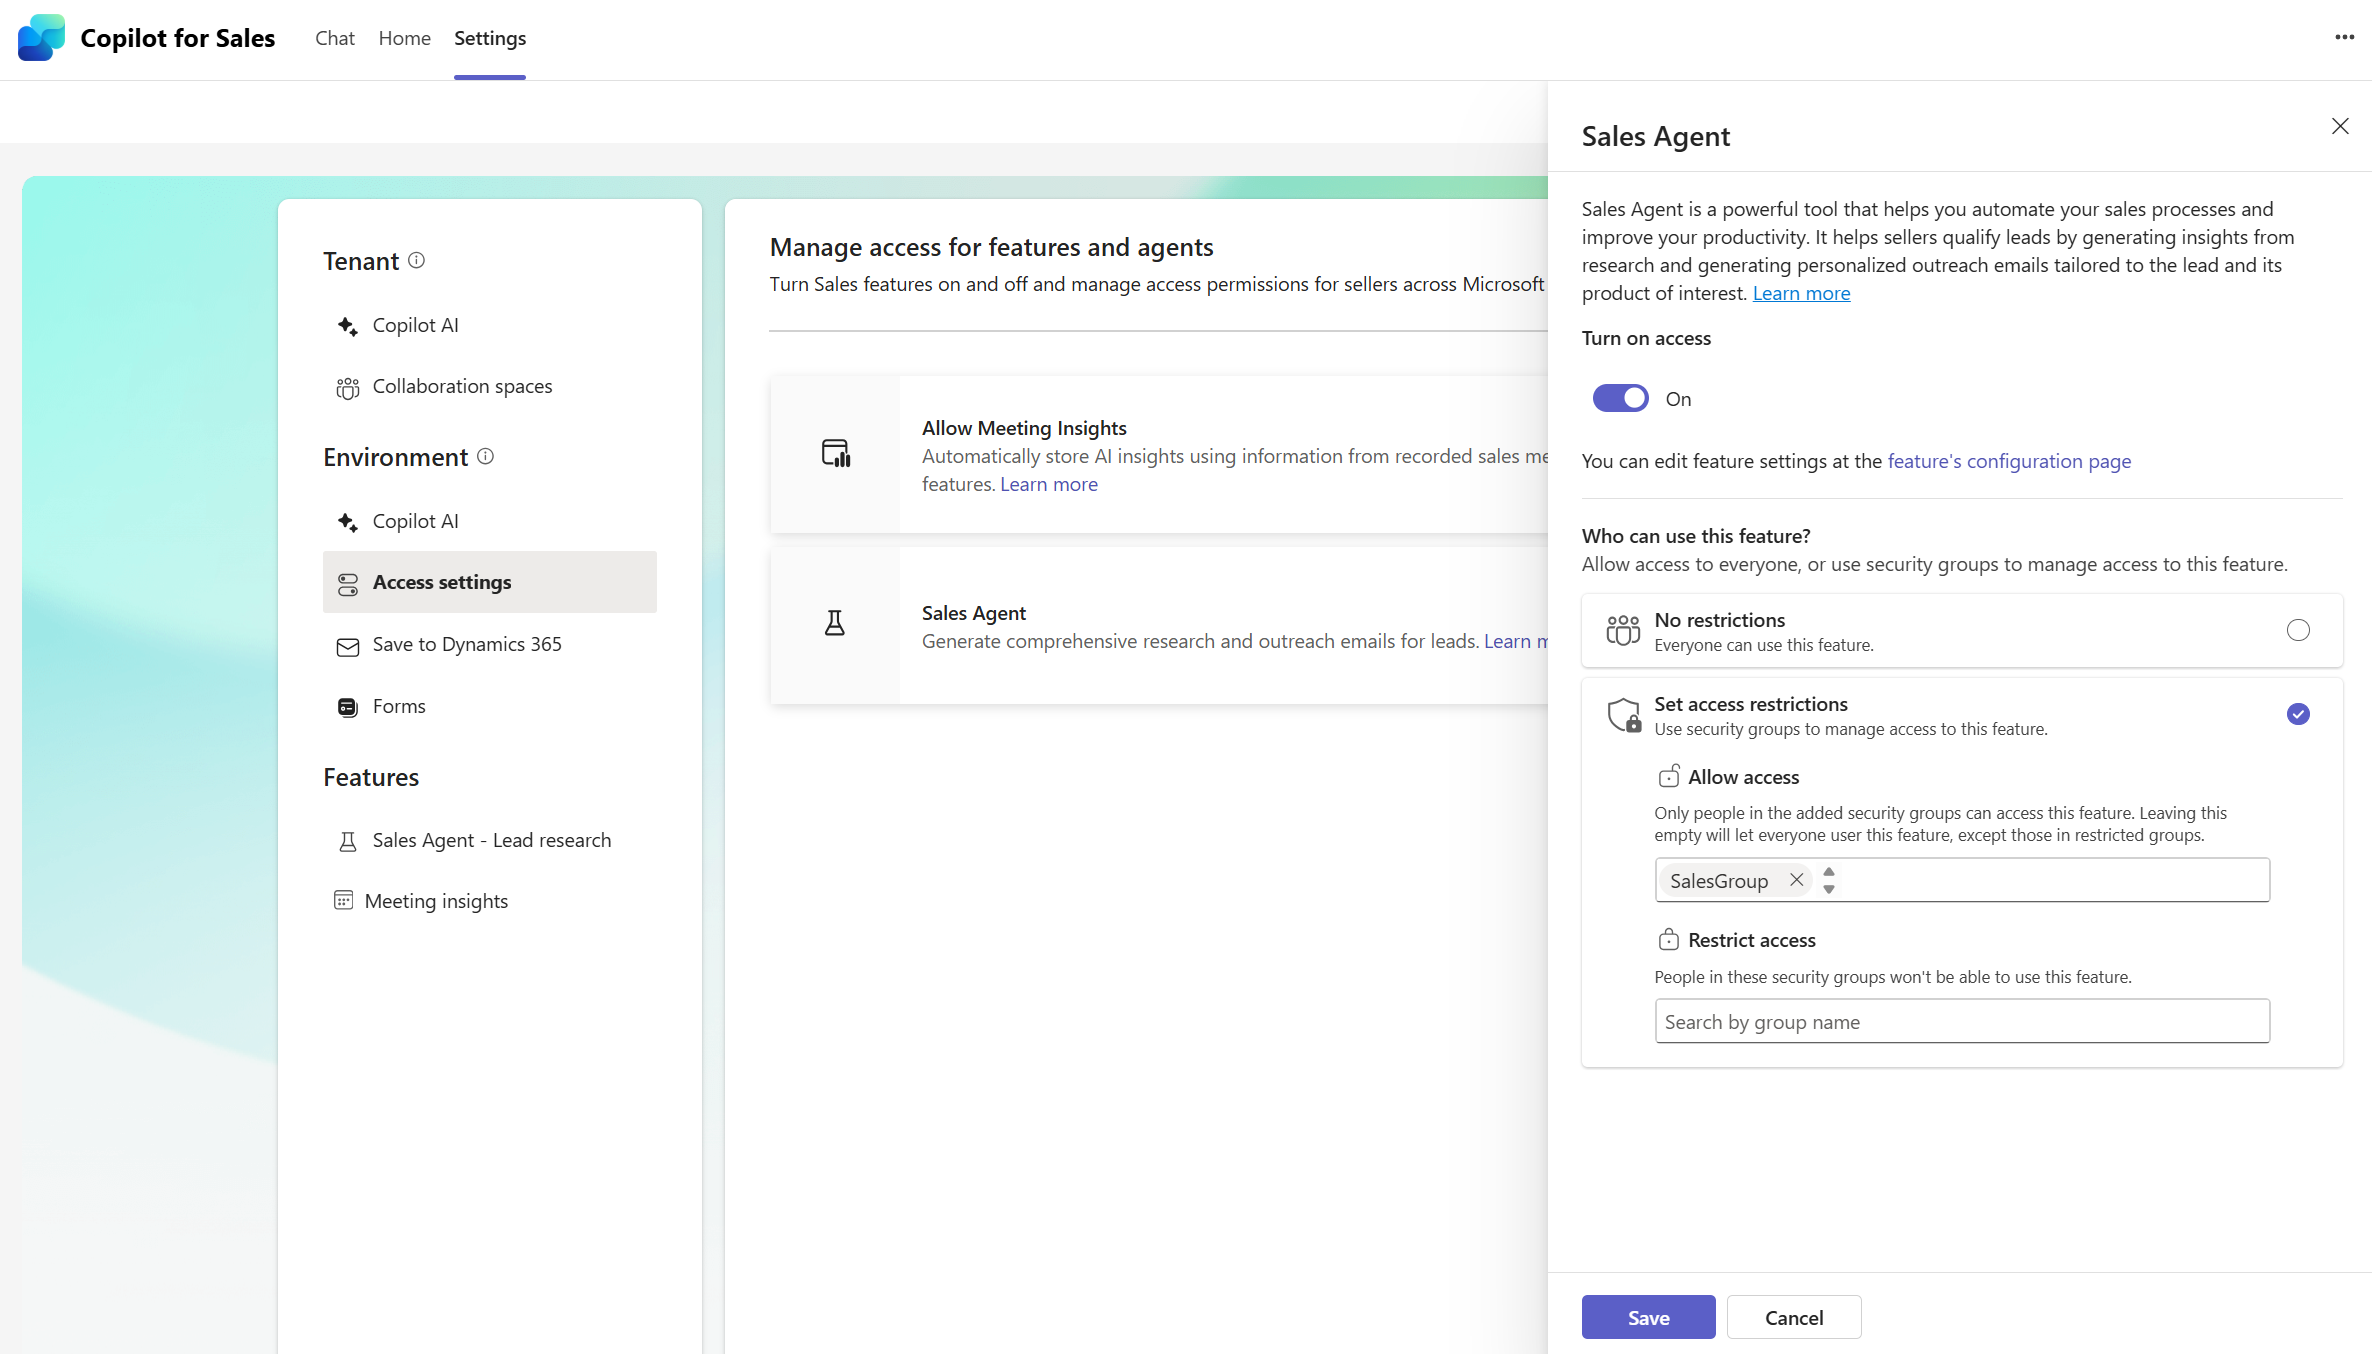 Copilot for Sales
Chat
Home
Settings
Tenant
Copilot AI
Collaboration spaces
Environment
Copilot AI
Access settings
Save to Dynamics 365
Forms
Features
Sales Agent - Lead research
Meeting insights
Manage access for features and agents
Turn Sales features on and off and manage access permissions for sellers across Microsoft
Allow Meeting Insights
Automatically store AI insights using information from recorded sales me
features. Learn more
Sales Agent
Generate comprehensive research and outreach emails for leads. Learn m
Sales Agent
Sales Agent is a powerful tool that helps you automate your sales processes and
improve your productivity. It helps sellers qualify leads by generating insights from
research and generating personalized outreach emails tailored to the lead and its
product of interest. Learn more
Turn on access
On
You can edit feature settings at the feature's configuration page
Who can use this feature?
Allow access to everyone, or use security groups to manage access to this feature.
No restrictions
Everyone can use this feature.
Set access restrictions
Use security groups to manage access to this feature.
Allow access
Only people in the added security groups can access this feature. Leaving this
empty will let everyone user this feature, except those in restricted groups.
SalesGroup
Restrict access
People in these security groups won't be able to use this feature.
Search by group name
Save
Cancel